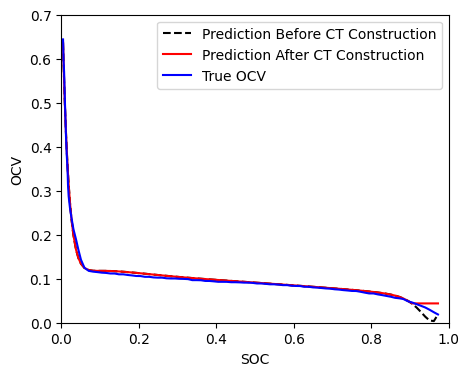 0.7
0.6
0.5
0.4
0.3
0.2
0.1
0.0
OCV
Prediction Before CT Construction
Prediction After CT Construction
True OCV
0.0 0.2 0.4 0.6 0.8 1.0
SOC